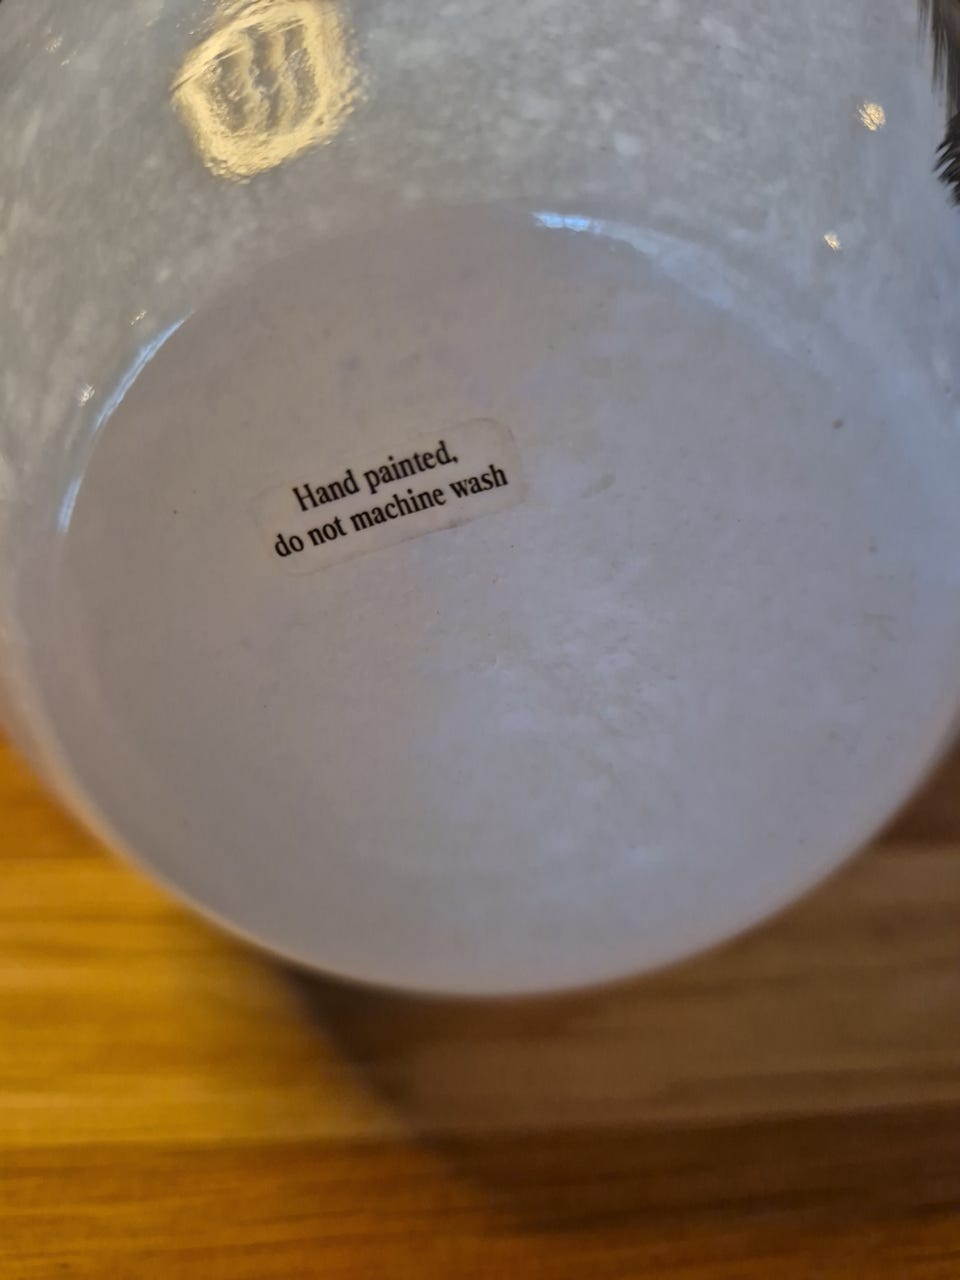 Hand painted,
do not machine wash